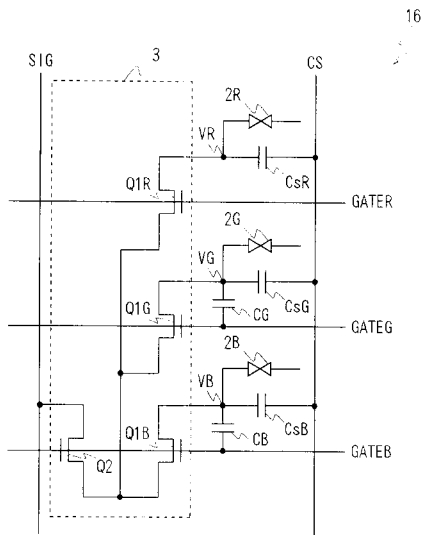 16
SIG
3
CS
2R
VR
Q1R
CsR
GATER
2G
VG
Q1G
CsG
CG
GATEG
2B
VB
Q1B
CsB
CB
Q2
GATEB